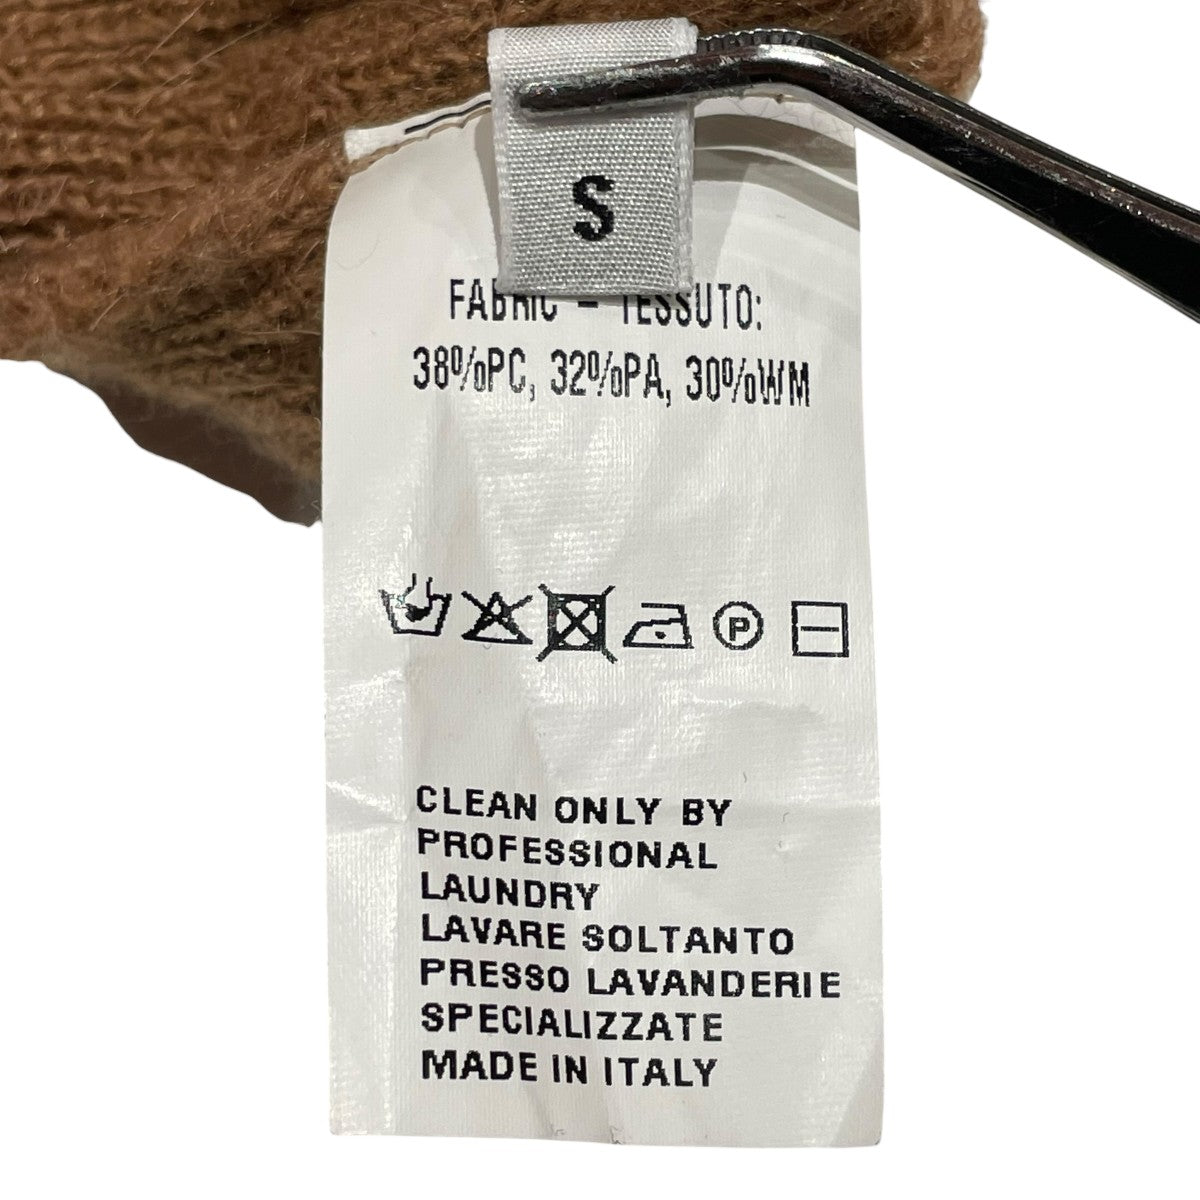 S
FABRIC - TESSUTO:
38%PC, 32%PA, 30%WM
P
CLEAN ONLY BY
PROFESSIONAL
LAUNDRY
LAVARE SOLTANTO
PRESSO LAVANDERIE
SPECIALIZZATE
MADE IN ITALY